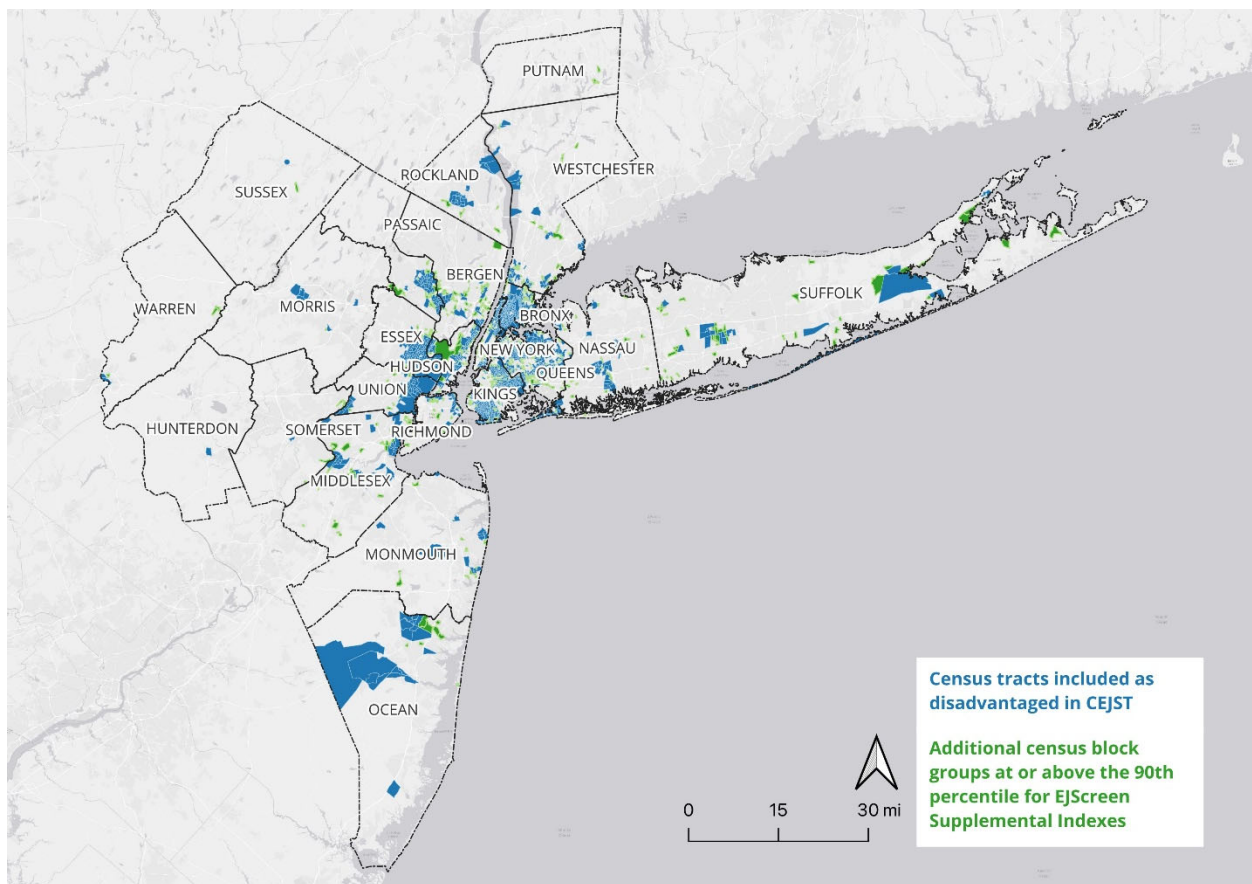 PUTNAM
WESTCHESTER
ROCKLAND
SUSSEX
PASSAIC
BERGEN
WARREN
MORRIS
SUFFOLK
BRONX
ESSEX
NEW YORK
NASSAU
HUDSON
QUEENS
UNION
KINGS
HUNTERDON
SOMERSET
RICHMOND
MIDDLESEX
MONMOUTH
OCEAN
Census tracts included as
disadvantaged in CEJST
Additional census block
groups at or above the 90th
percentile for EJScreen
Supplemental Indexes
0 15 30 mi